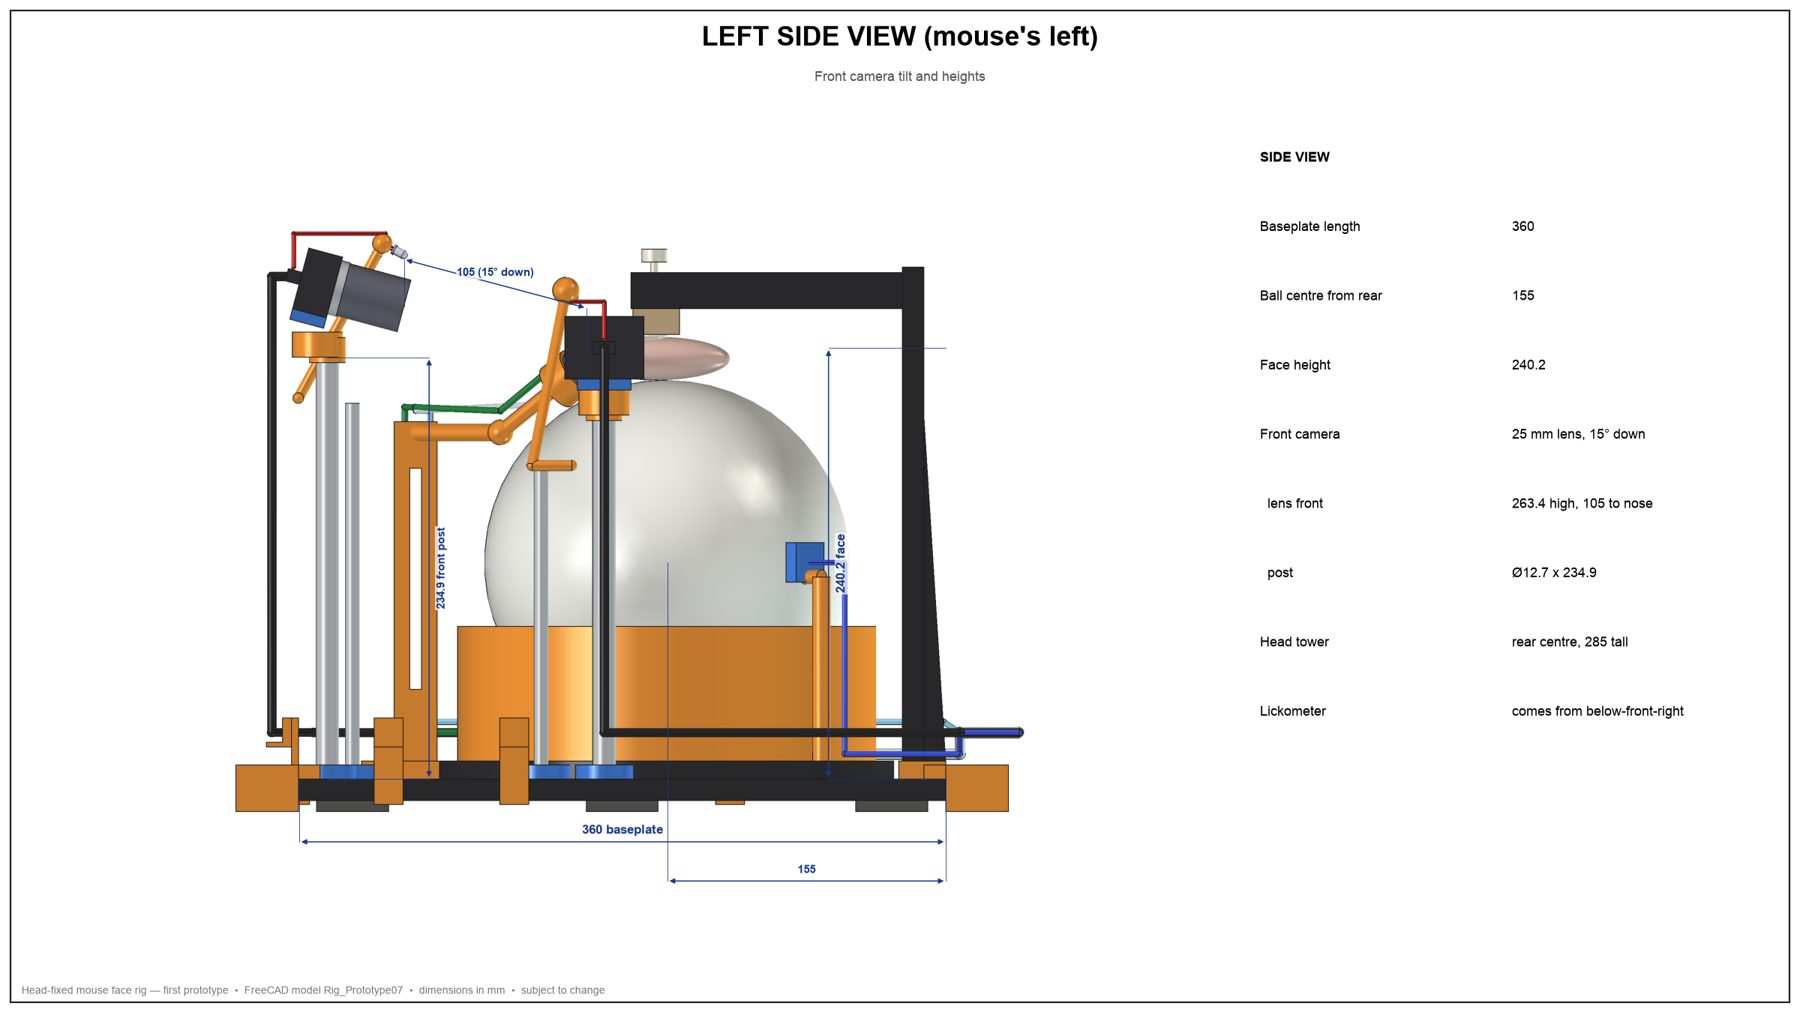 LEFT SIDE VIEW (mouse's left)
Front camera tilt and heights
105 (15° down)
234.9 front post
240.2 face
360 baseplate
155
SIDE VIEW
Baseplate length 360
Ball centre from rear 155
Face height 240.2
Front camera 25 mm lens, 15° down
lens front 263.4 high, 105 to nose
post Ø12.7 x 234.9
Head tower rear centre, 285 tall
Lickometer comes from below-front-right
Head-fixed mouse face rig — first prototype • FreeCAD model Rig_Prototype07 • dimensions in mm • subject to change